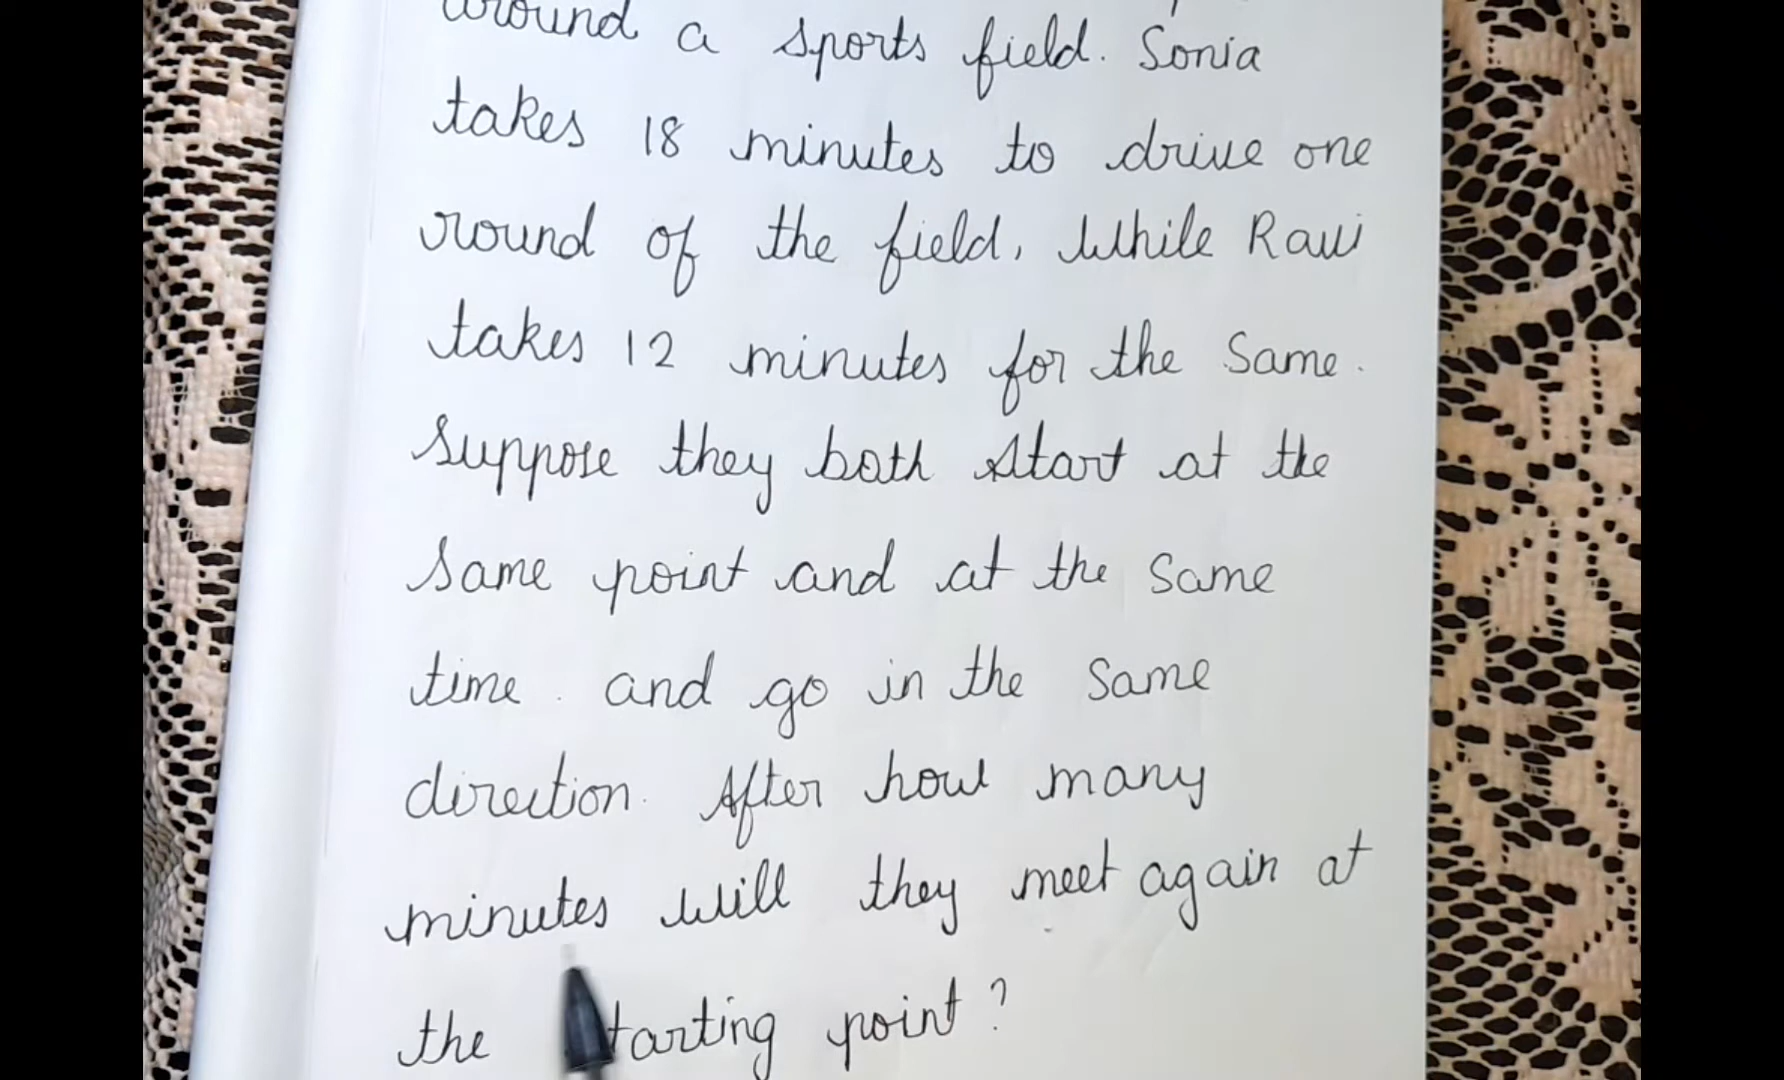 around a sports field. Sonia
takes 18 minutes to drive one
round of the field, While Ravi
takes 12 minutes for the Same.
Suppose they both start at the
same point and at the same
time. and go in the same
direction. After how many
minutes will they meet again at
the starting point?